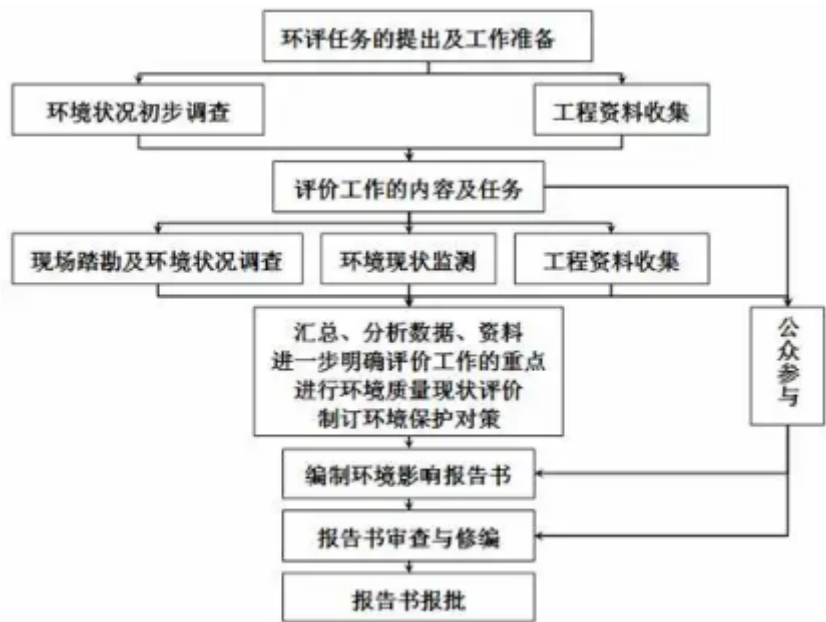 环评任务的提出及工作准备
环境状况初步调查
工程资料收集
评价工作的内容及任务
现场踏勘及环境状况调查
环境现状监测
工程资料收集
汇总、分析数据、资料
进一步明确评价工作的重点
进行环境质量现状评价
制订环境保护对策
公众参与
编制环境影响报告书
报告书审查与修编
报告书报批